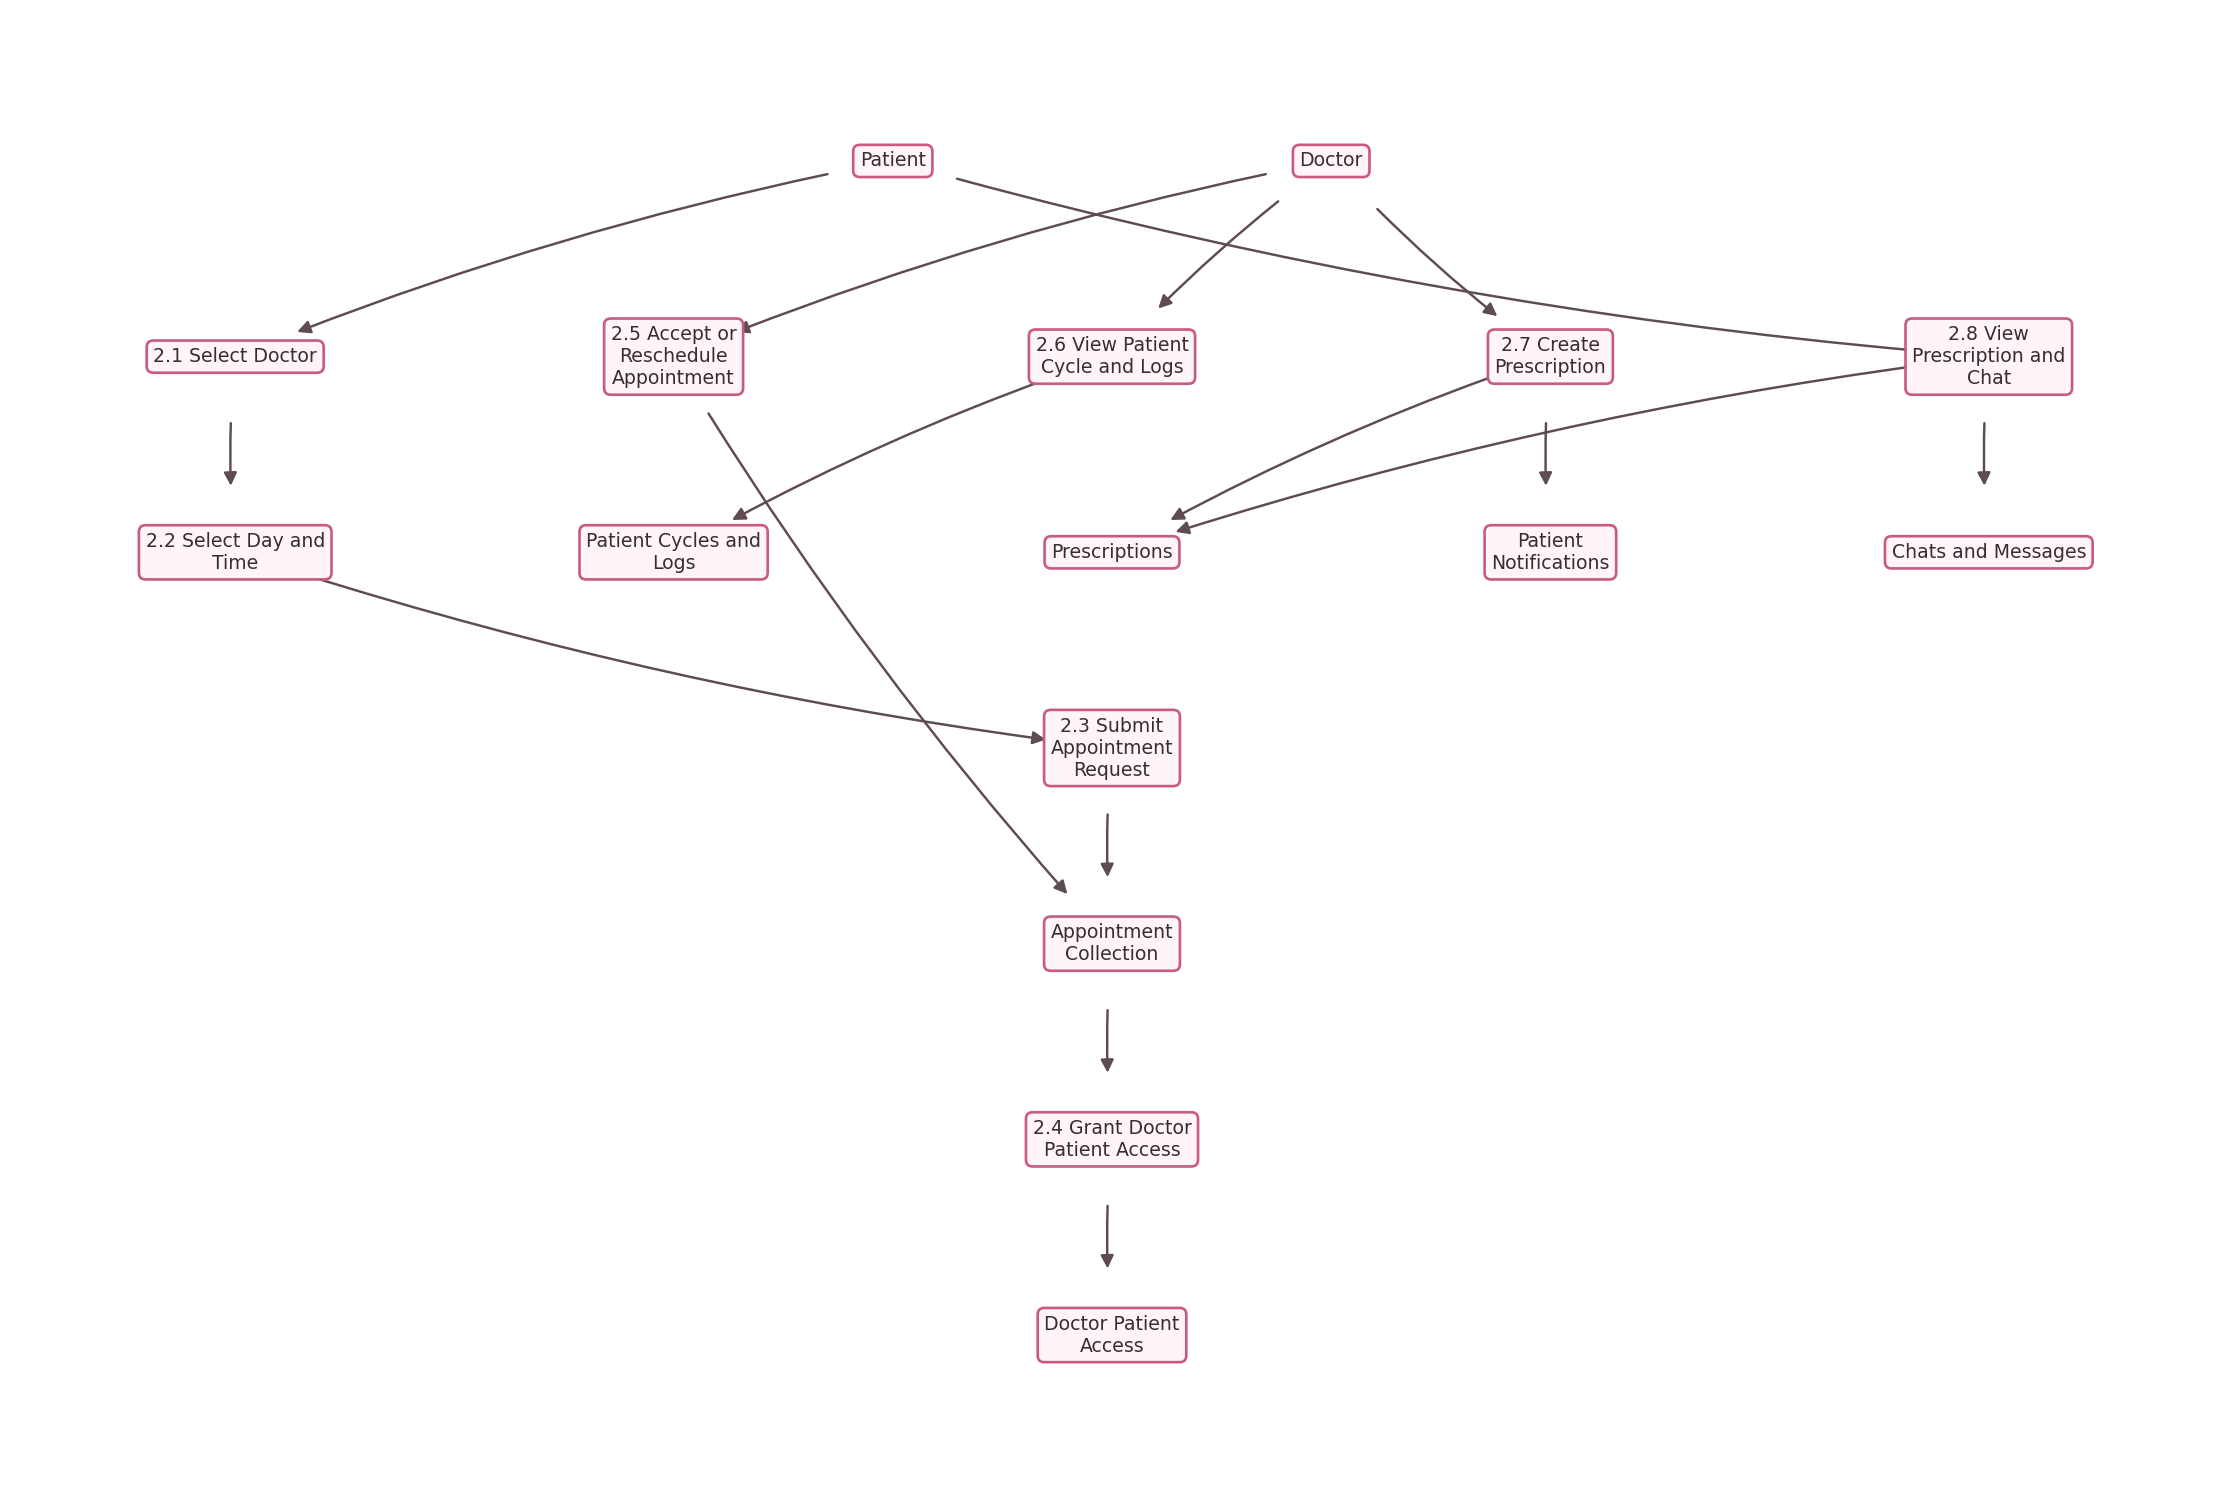 Patient
Doctor
2.1 Select Doctor
2.5 Accept or
Reschedule
Appointment
2.6 View Patient
Cycle and Logs
2.7 Create
Prescription
2.8 View
Prescription and
Chat
2.2 Select Day and
Time
Patient Cycles and
Logs
Prescriptions
Patient
Notifications
Chats and Messages
2.3 Submit
Appointment
Request
Appointment
Collection
2.4 Grant Doctor
Patient Access
Doctor Patient
Access